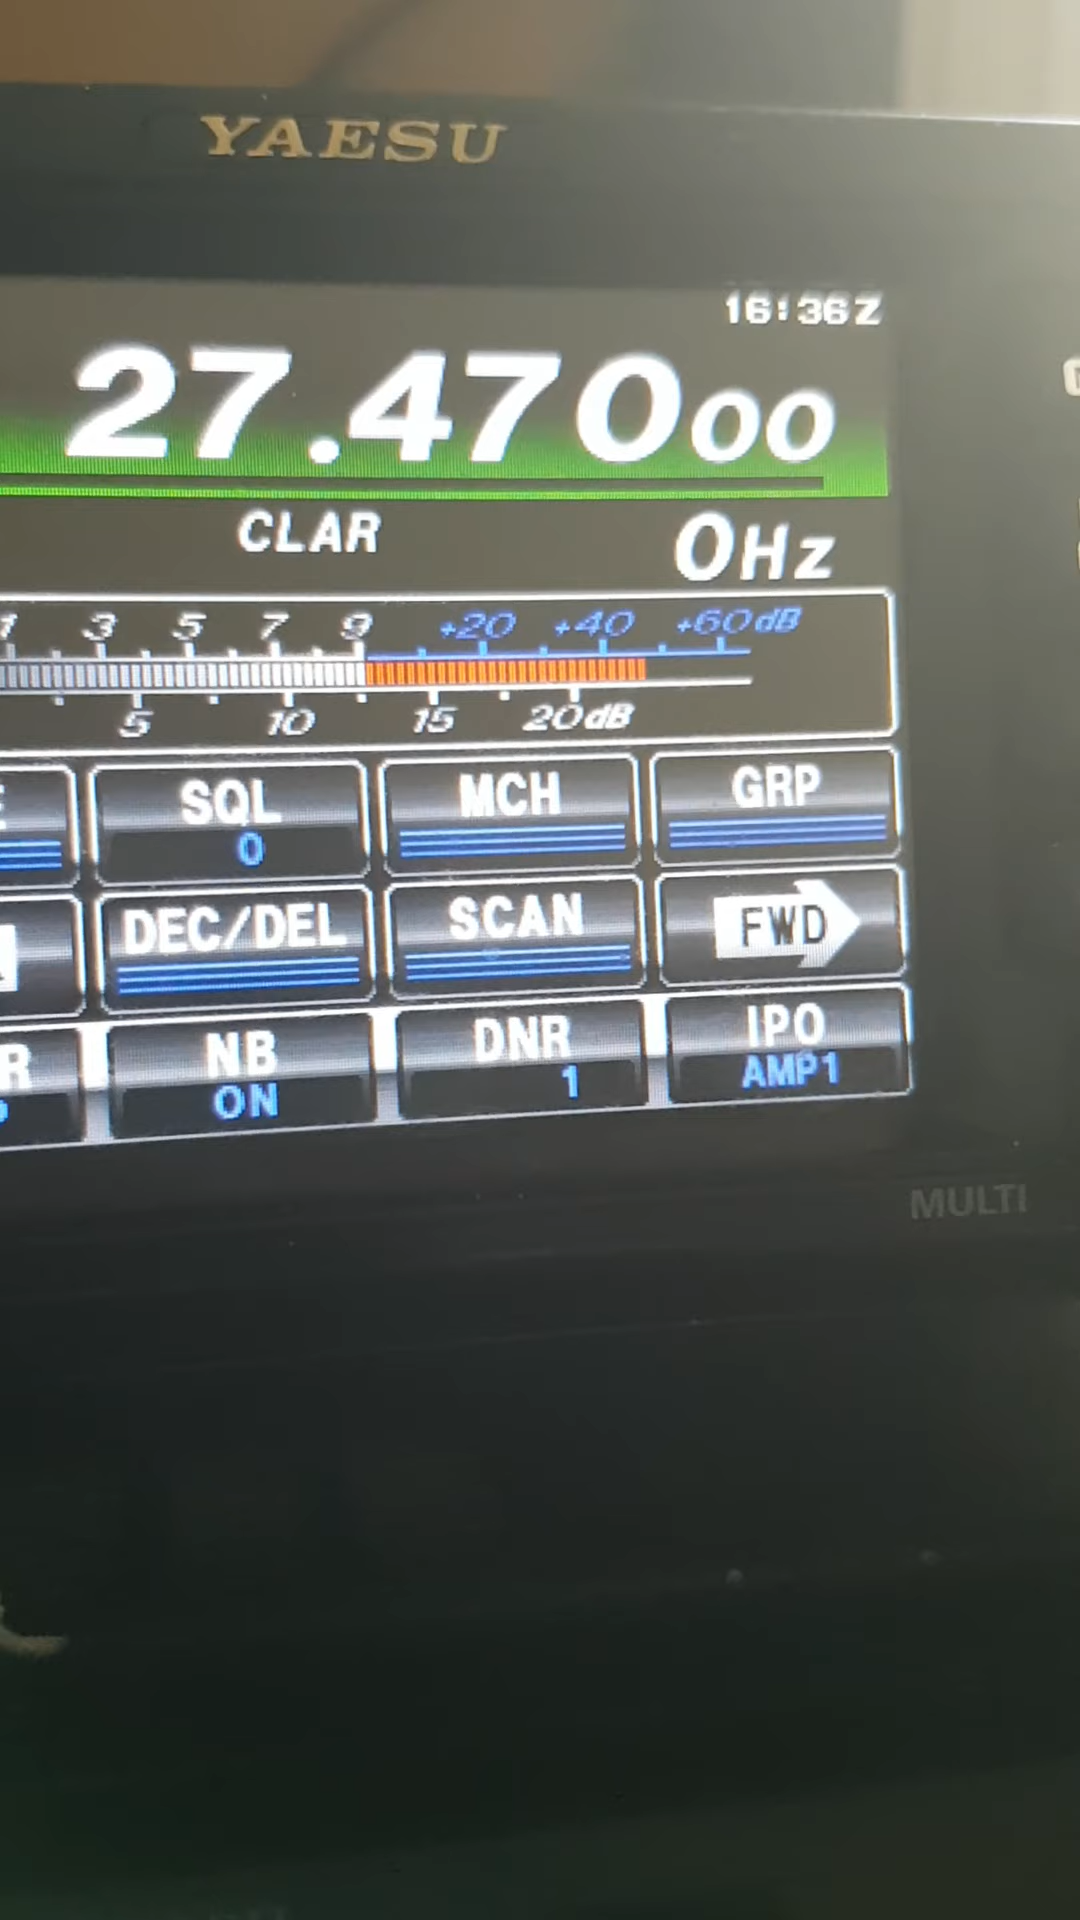 YAESU
16:36Z
27.47000
CLAR 0Hz
1 3 5 7 9 +20 +40 +60dB
5 10 15 20dB
SQL MCH GRP
0
DEC/DEL SCAN FWD
NB DNR IPO
ON 1 AMP1
MULTI